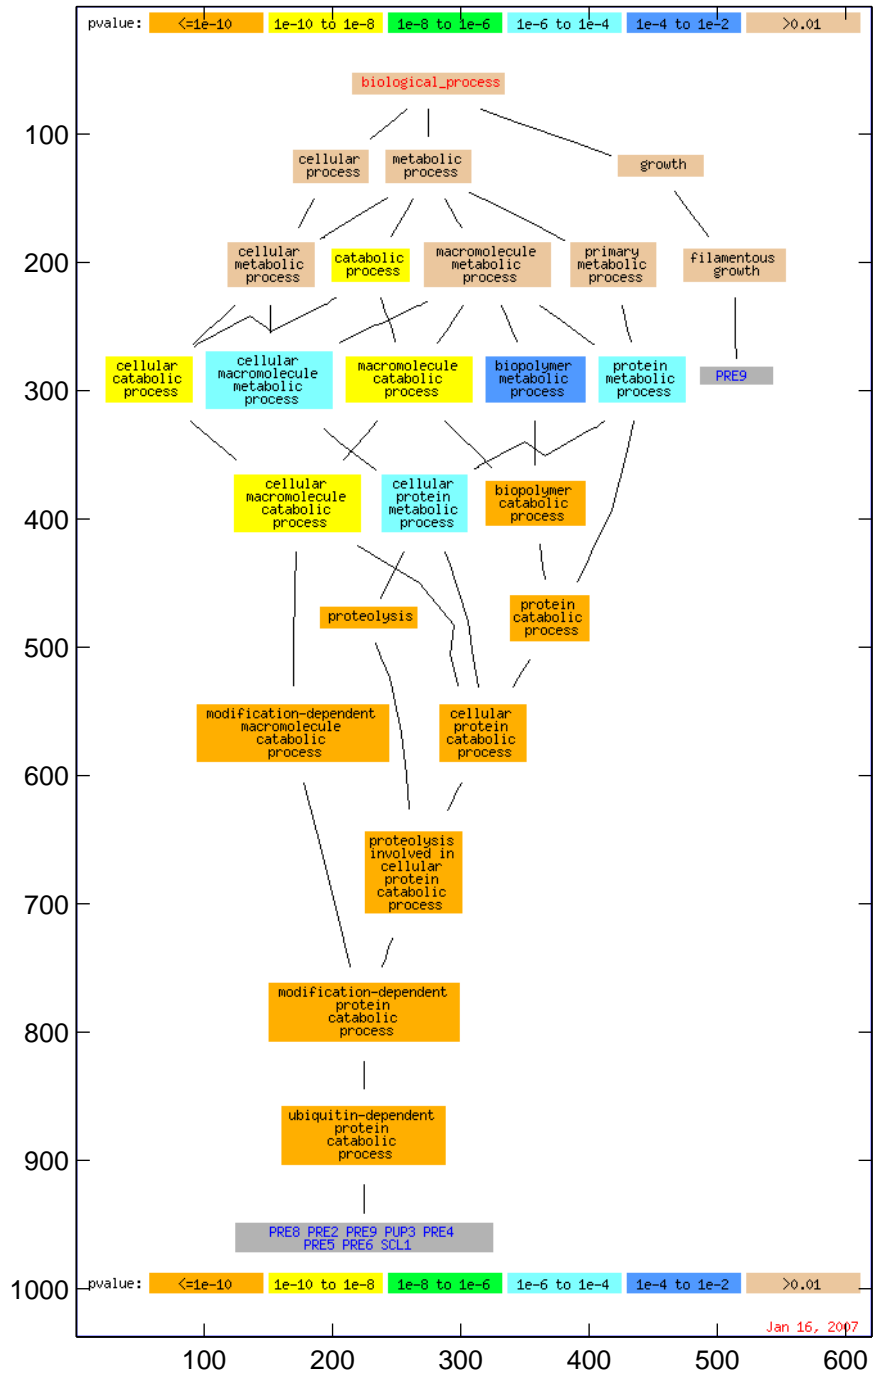 pvalue: <=1e-10 1e-10 to 1e-8 1e-8 to 1e-6 1e-6 to 1e-4 1e-4 to 1e-2 >0.01
biological_process
100
cellular
process
metabolic
process
growth
200
cellular
metabolic
process
catabolic
process
macromolecule
metabolic
process
primary
metabolic
process
filamentous
growth
300
cellular
catabolic
process
cellular
macromolecule
metabolic
process
macromolecule
catabolic
process
biopolymer
metabolic
process
protein
metabolic
process
PRE9
400
cellular
macromolecule
catabolic
process
cellular
protein
metabolic
process
biopolymer
catabolic
process
500
proteolysis
protein
catabolic
process
modification-dependent
macromolecule
catabolic
process
cellular
protein
catabolic
process
600
proteolysis
involved in
cellular
protein
catabolic
process
700
modification-dependent
protein
catabolic
process
800
ubiquitin-dependent
protein
catabolic
process
900
PRE8 PRE2 PRE9 PUP3 PRE4
PRE5 PRE6 SCL1
1000
pvalue: <=1e-10 1e-10 to 1e-8 1e-8 to 1e-6 1e-6 to 1e-4 1e-4 to 1e-2 >0.01
Jan 16, 2007
100 200 300 400 500 600